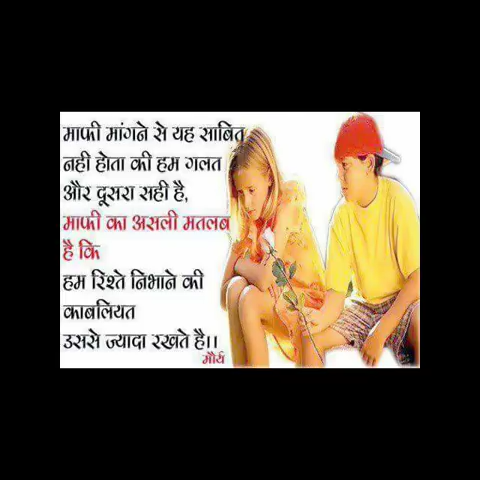 माफी मांगने से यह साबित
नही होता की हम गलत
और दूसरा सही है,
माफी का असली मतलब
है कि
हम रिश्ते निभाने की
काबलियत
उससे ज्यादा रखते है।।
मौर्य